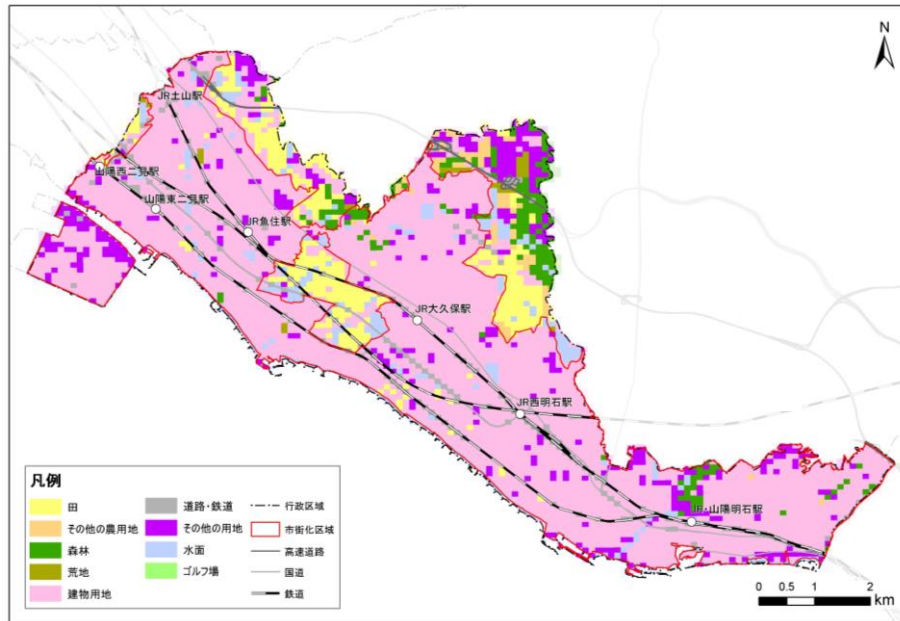 N
JR土山駅
山陽西二見駅
山陽東二見駅
JR魚住駅
JR大久保駅
JR西明石駅
JR・山陽明石駅
凡例
田
その他の農用地
森林
荒地
建物用地
道路・鉄道
その他の用地
水面
ゴルフ場
行政区域
市街化区域
高速道路
国道
鉄道
0 0.5 1 2
km